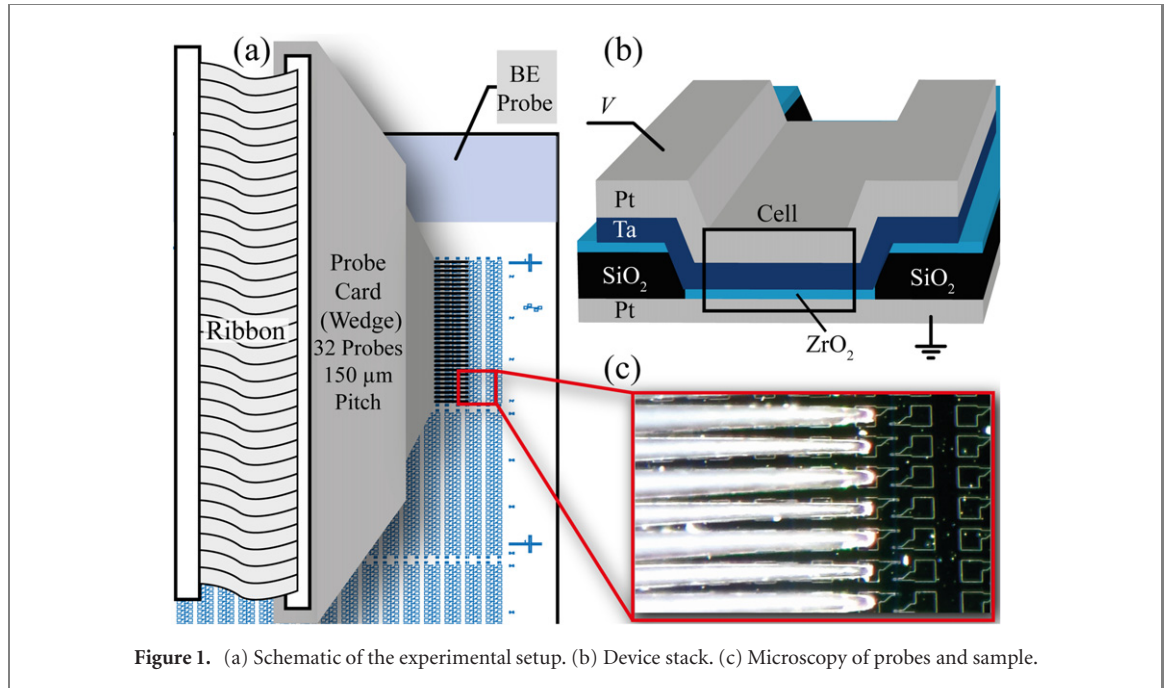 (a)
BE
Probe
Ribbon
Probe
Card
(Wedge)
32 Probes
150 µm
Pitch
(b)
V
Pt
Ta
Cell
SiO₂
SiO₂
Pt
ZrO₂
(c)
Figure 1. (a) Schematic of the experimental setup. (b) Device stack. (c) Microscopy of probes and sample.